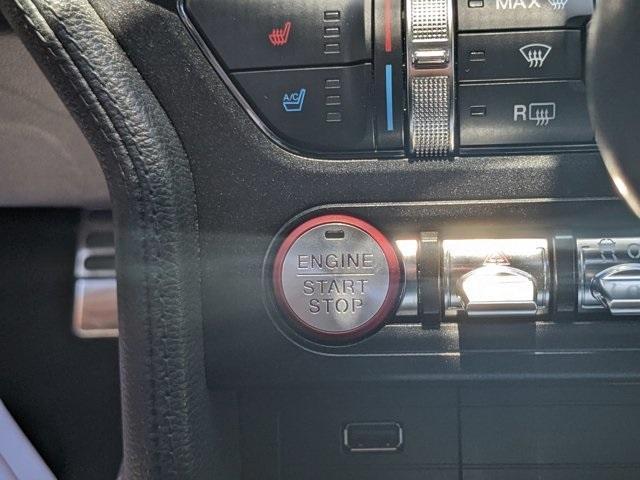 MAX
A/C
R
ENGINE
START
STOP